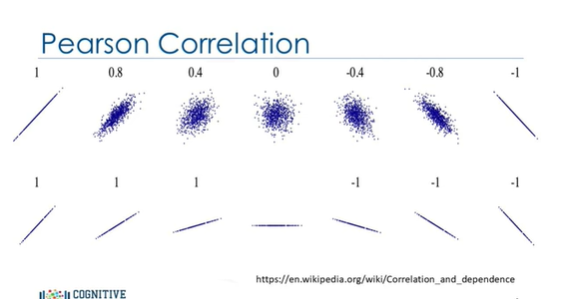 Pearson Correlation
1 0.8 0.4 0 -0.4 -0.8 -1
1 1 1 -1 -1 -1
https://en.wikipedia.org/wiki/Correlation_and_dependence
COGNITIVE